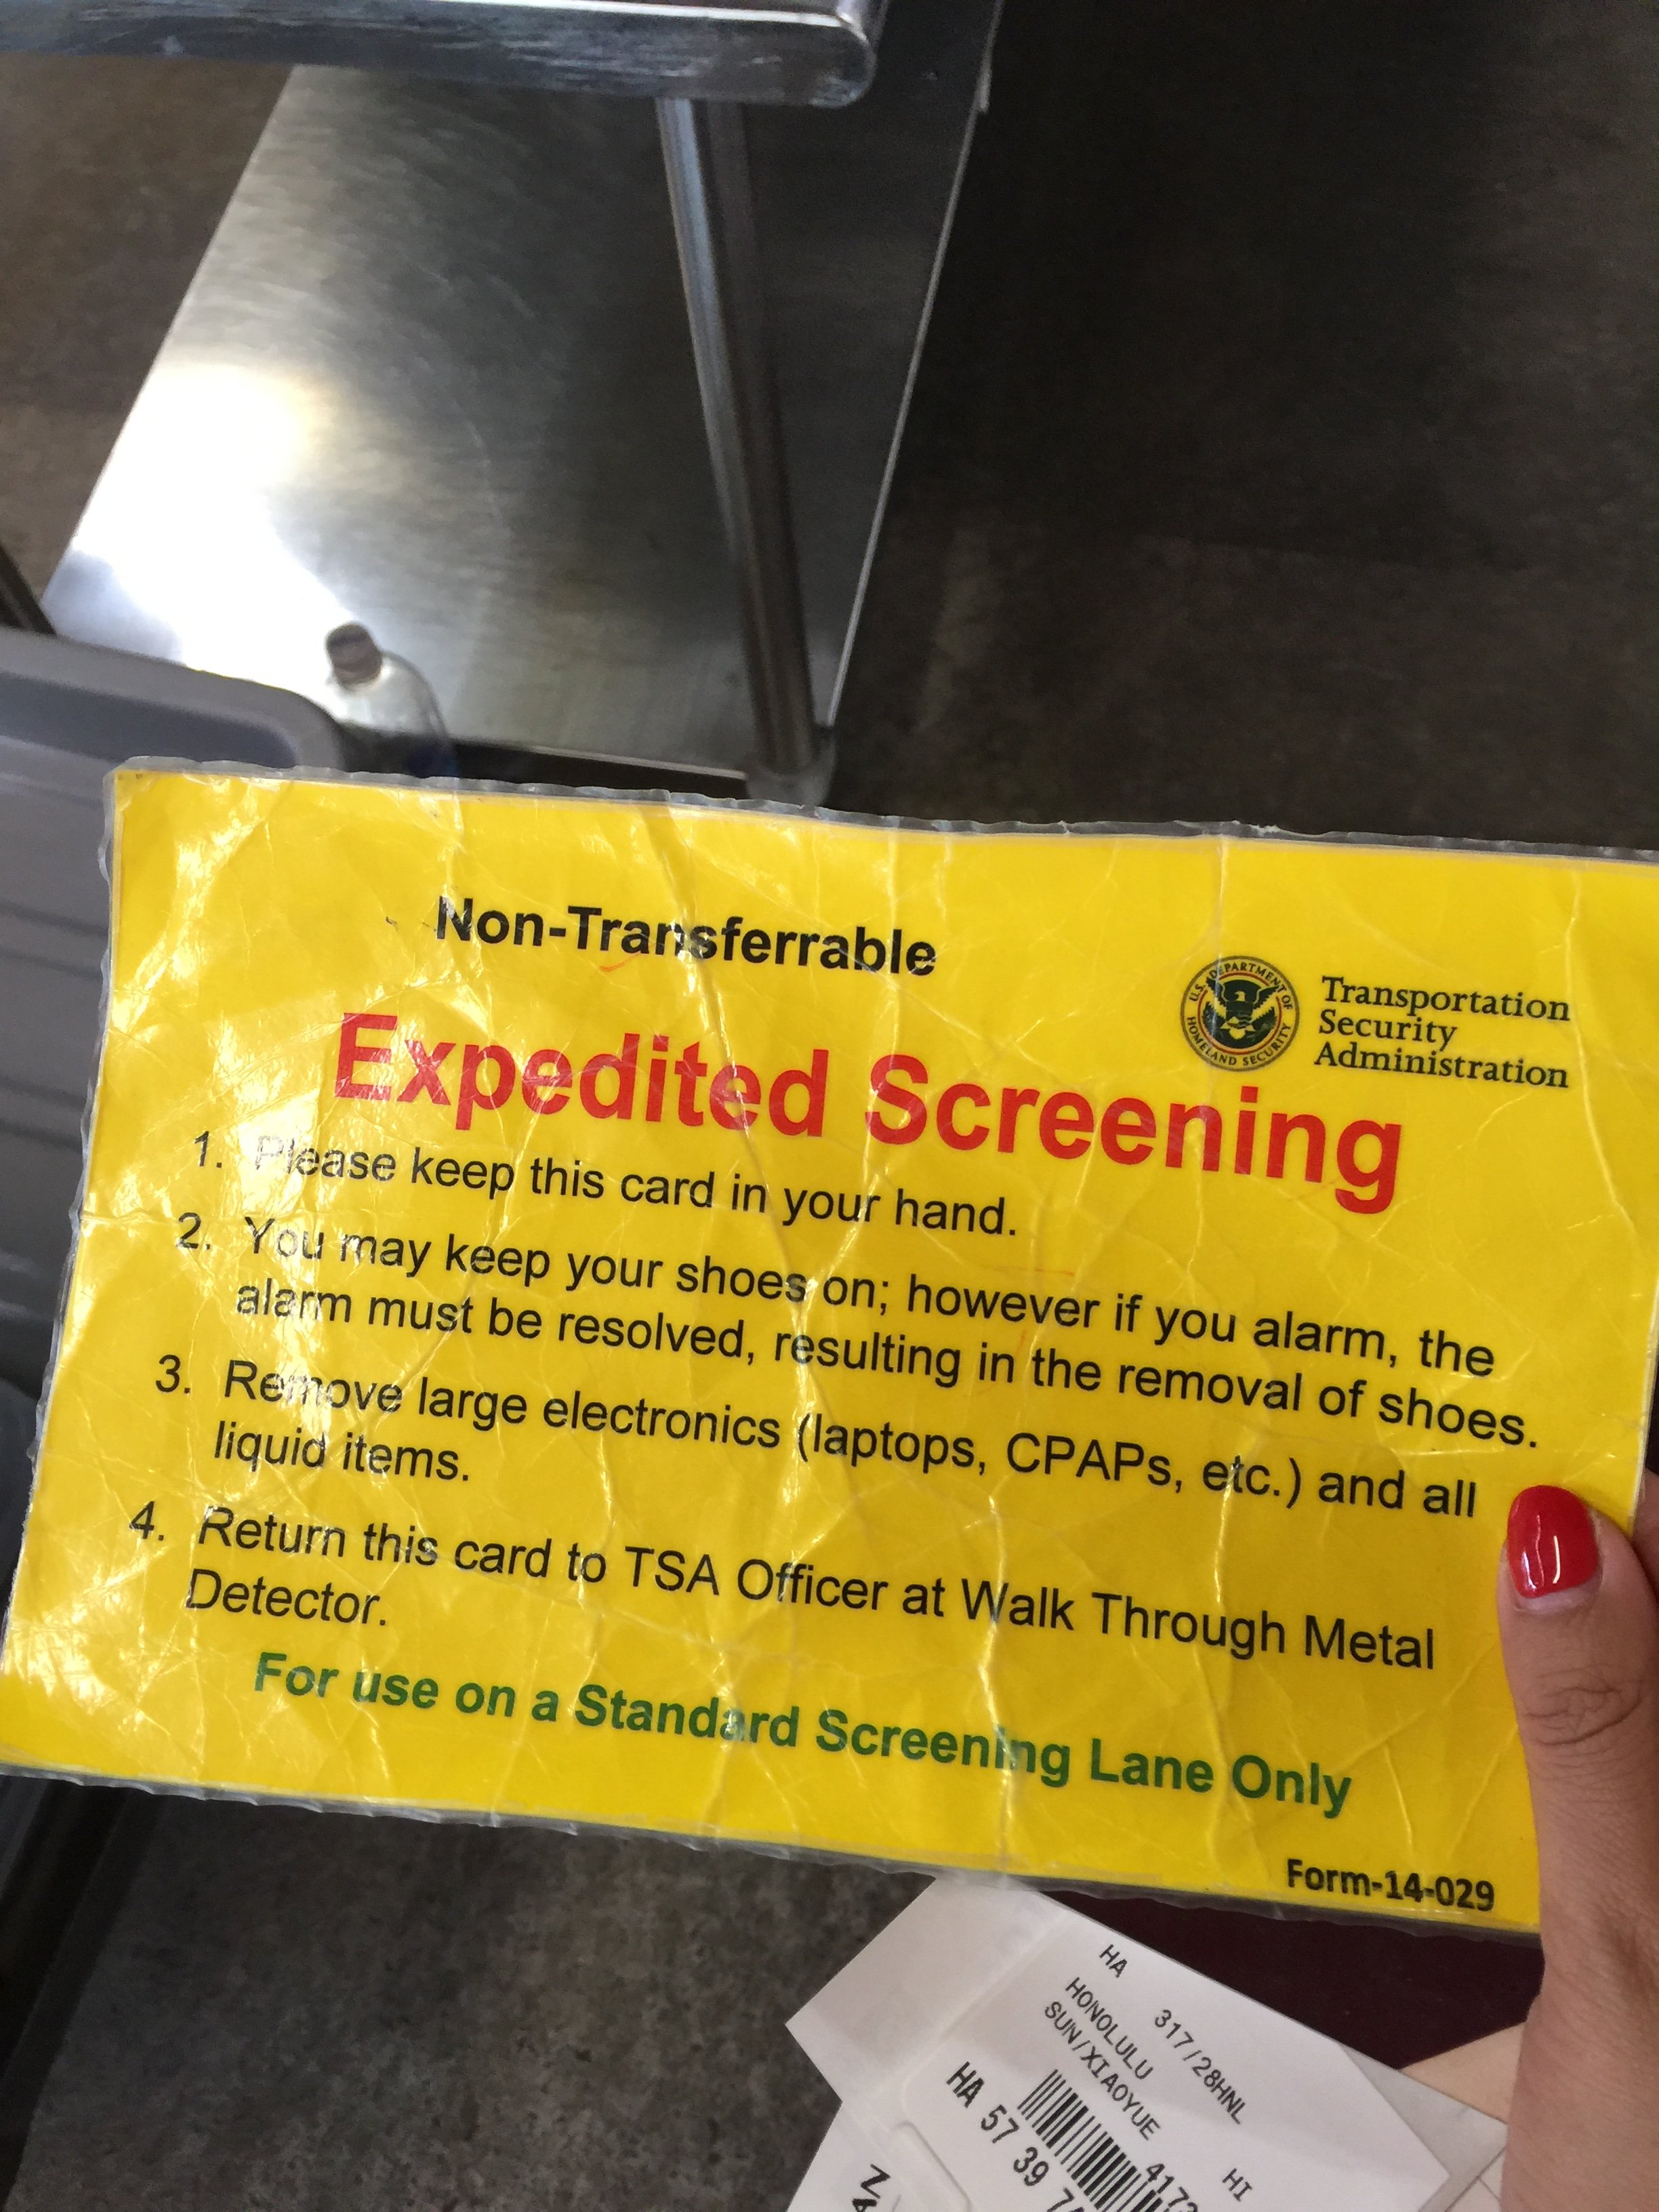 Non-Transferrable
U.S. DEPARTMENT OF HOMELAND SECURITY
Transportation
Security
Administration
Expedited Screening
1. Please keep this card in your hand.
2. You may keep your shoes on; however if you alarm, the
alarm must be resolved, resulting in the removal of shoes.
3. Remove large electronics (laptops, CPAPs, etc.) and all
liquid items.
4. Return this card to TSA Officer at Walk Through Metal
Detector.
For use on a Standard Screening Lane Only
Form-14-029
HA 317/28HNL
HONOLULU HI
SUN/XIAOYUE
HA 57 39